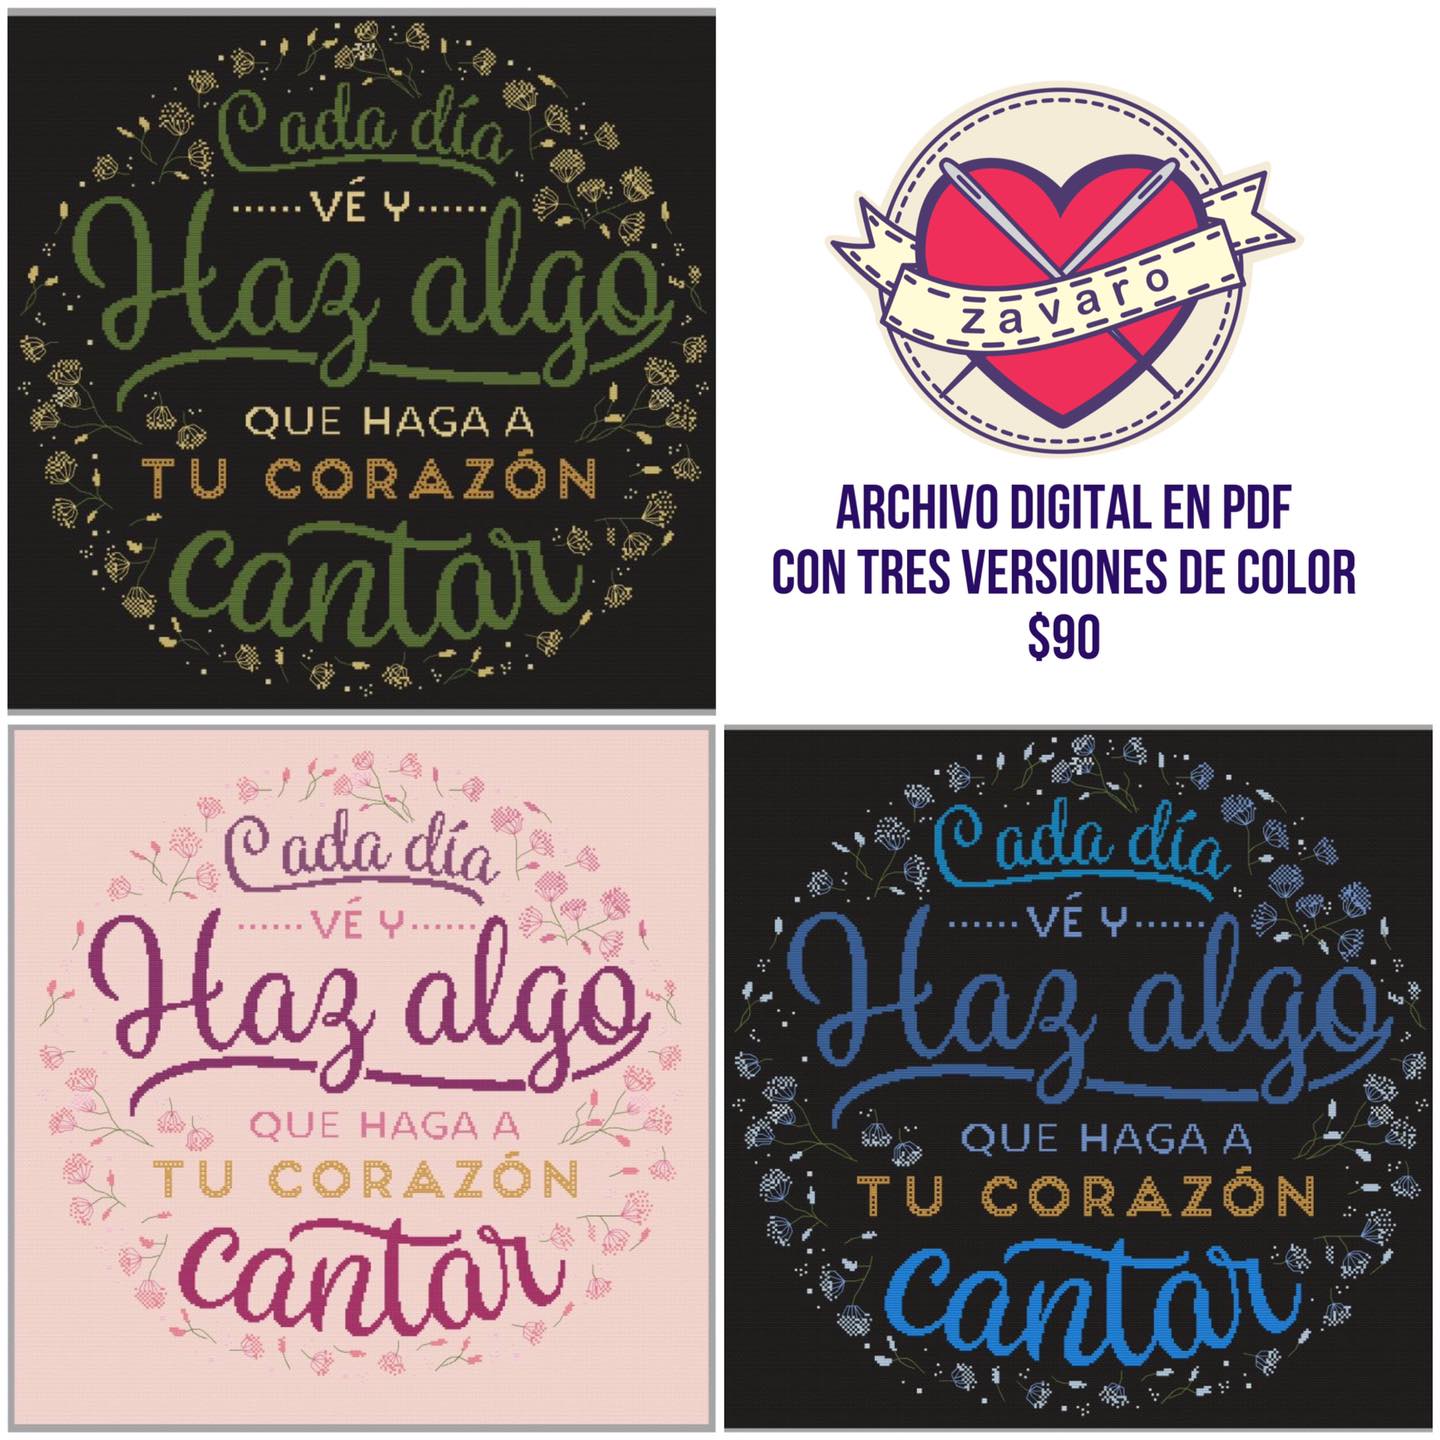 Cada día
VÉ Y
Haz algo
QUE HAGA A
TU CORAZÓN
cantar
zavaro
ARCHIVO DIGITAL EN PDF
CON TRES VERSIONES DE COLOR
$90
Cada día
VÉ Y
Haz algo
QUE HAGA A
TU CORAZÓN
cantar
Cada día
VÉ Y
Haz algo
QUE HAGA A
TU CORAZÓN
cantar